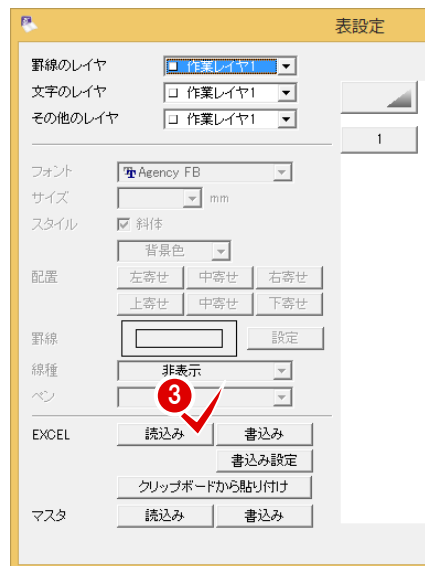 表設定
罫線のレイヤ 作業レイヤ1
文字のレイヤ 作業レイヤ1
その他のレイヤ 作業レイヤ1
1
フォント Agency FB
サイズ mm
スタイル 斜体
背景色
配置 左寄せ 中寄せ 右寄せ
上寄せ 中寄せ 下寄せ
罫線 設定
線種 非表示
ペン
3
EXCEL 読込み 書込み
書込み設定
クリップボードから貼り付け
マスタ 読込み 書込み